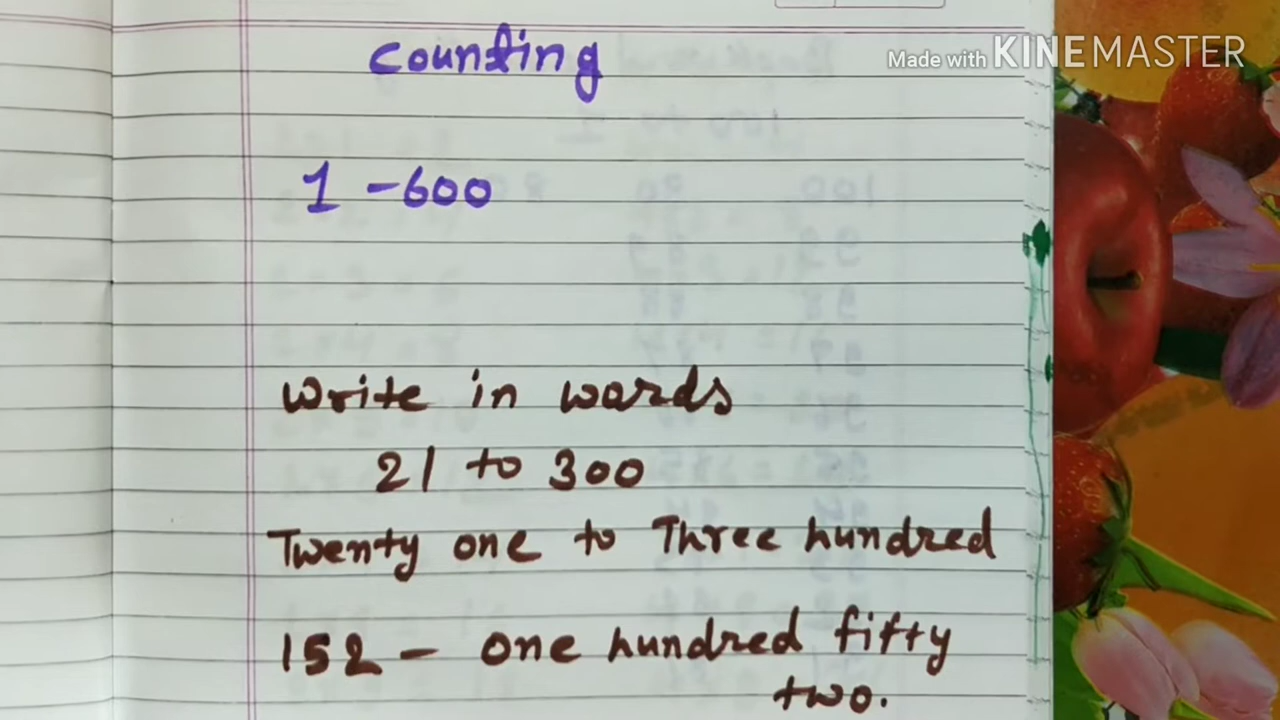 counting
Made with KINEMASTER
1 - 600
Write in wards
21 to 300
Twenty one to Three hundred
152 - one hundred fifty
two.